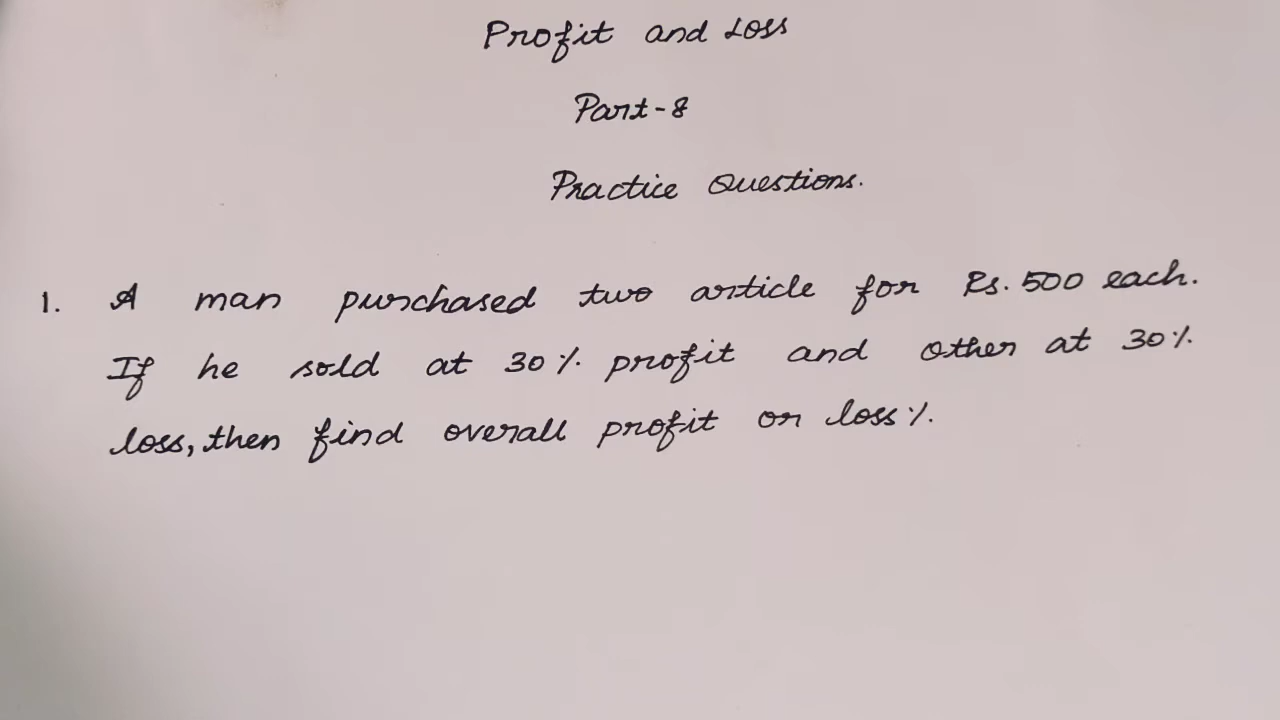 Profit and Loss
Part-8
Practice Questions.
1. A man purchased two article for Rs. 500 each.
If he sold at 30% profit and other at 30%
loss, then find overall profit or loss%.